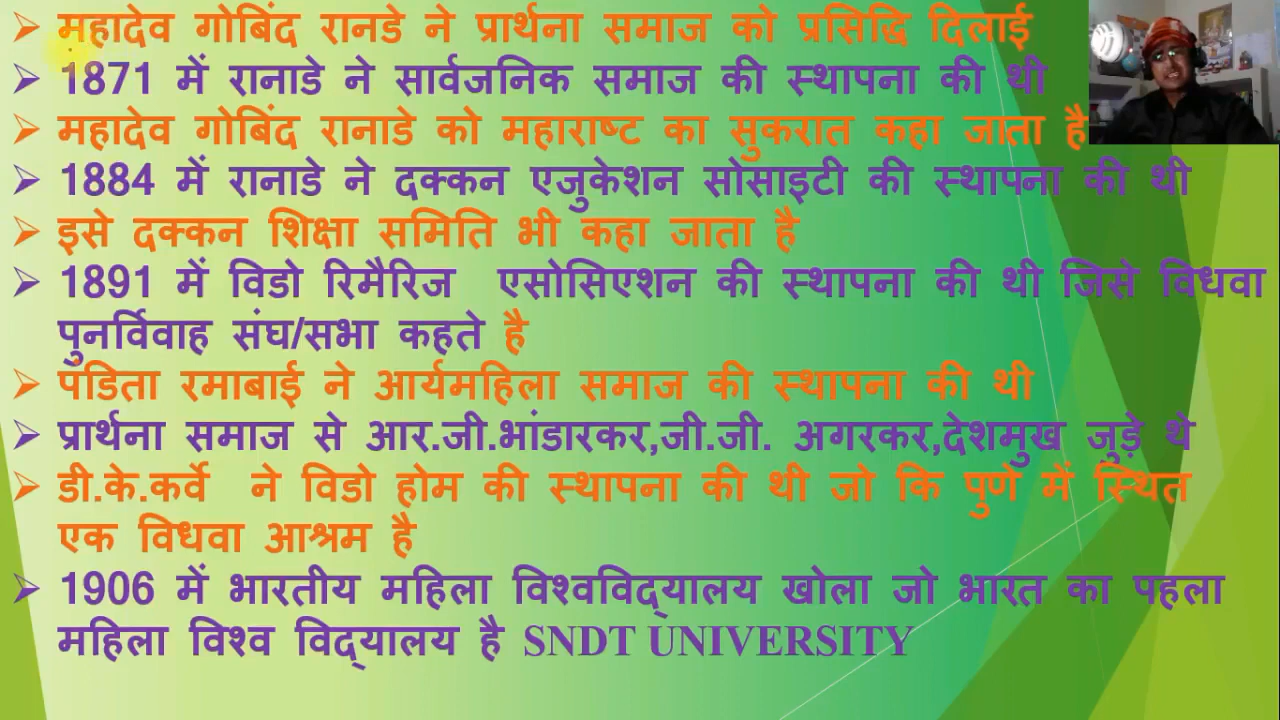 ➢ महादेव गोबिंद रानडे ने प्रार्थना समाज को प्रसिद्धि दिलाई
➢ 1871 में रानाडे ने सार्वजनिक समाज की स्थापना की थी
➢ महादेव गोबिंद रानाडे को महाराष्ट का सुकरात कहा जाता है
➢ 1884 में रानाडे ने दक्कन एजुकेशन सोसाइटी की स्थापना की थी
➢ इसे दक्कन शिक्षा समिति भी कहा जाता है
➢ 1891 में विडो रिमैरिज एसोसिएशन की स्थापना की थी जिसे विधवा
पुनर्विवाह संघ/सभा कहते है
➢ पंडिता रमाबाई ने आर्यमहिला समाज की स्थापना की थी
➢ प्रार्थना समाज से आर.जी.भांडारकर,जी.जी. अगरकर,देशमुख जुड़े थे
➢ डी.के.कर्वे ने विडो होम की स्थापना की थी जो कि पुणे में स्थित
एक विधवा आश्रम है
➢ 1906 में भारतीय महिला विश्वविद्यालय खोला जो भारत का पहला
महिला विश्व विद्यालय है SNDT UNIVERSITY